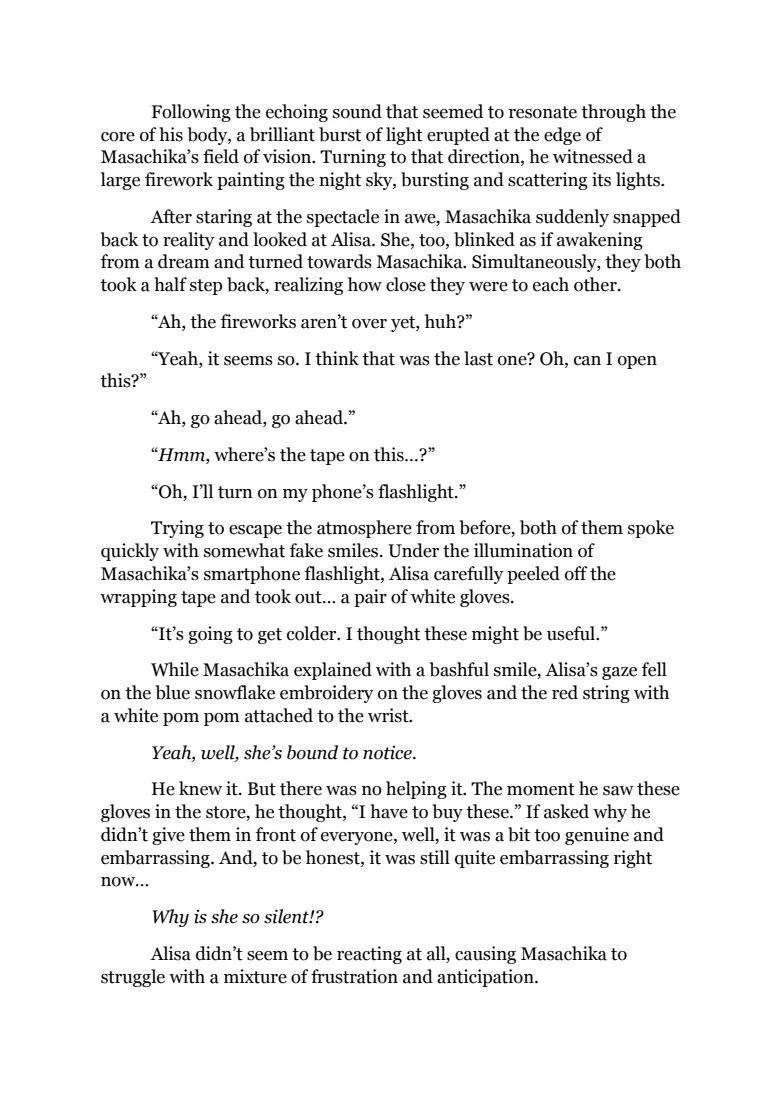 Following the echoing sound that seemed to resonate through the
core of his body, a brilliant burst of light erupted at the edge of
Masachika’s field of vision. Turning to that direction, he witnessed a
large firework painting the night sky, bursting and scattering its lights.
After staring at the spectacle in awe, Masachika suddenly snapped
back to reality and looked at Alisa. She, too, blinked as if awakening
from a dream and turned towards Masachika. Simultaneously, they both
took a half step back, realizing how close they were to each other.
“Ah, the fireworks aren’t over yet, huh?”
“Yeah, it seems so. I think that was the last one? Oh, can I open
this?”
“Ah, go ahead, go ahead.”
“Hmm, where’s the tape on this…?”
“Oh, I’ll turn on my phone’s flashlight.”
Trying to escape the atmosphere from before, both of them spoke
quickly with somewhat fake smiles. Under the illumination of
Masachika’s smartphone flashlight, Alisa carefully peeled off the
wrapping tape and took out… a pair of white gloves.
“It’s going to get colder. I thought these might be useful.”
While Masachika explained with a bashful smile, Alisa’s gaze fell
on the blue snowflake embroidery on the gloves and the red string with
a white pom pom attached to the wrist.
Yeah, well, she’s bound to notice.
He knew it. But there was no helping it. The moment he saw these
gloves in the store, he thought, “I have to buy these.” If asked why he
didn’t give them in front of everyone, well, it was a bit too genuine and
embarrassing. And, to be honest, it was still quite embarrassing right
now…
Why is she so silent!?
Alisa didn’t seem to be reacting at all, causing Masachika to
struggle with a mixture of frustration and anticipation.